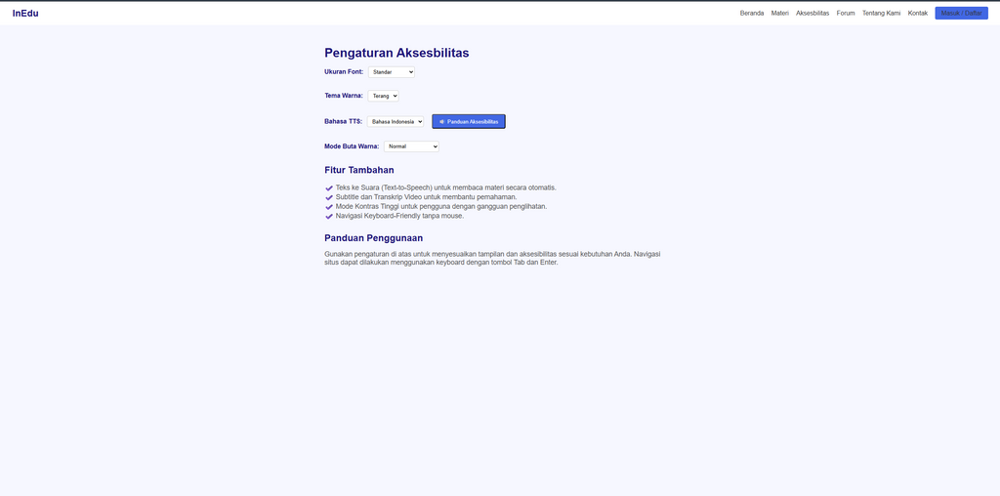 InEdu
Beranda Materi Aksesbilitas Forum Tentang Kami Kontak Masuk / Daftar
Pengaturan Aksesbilitas
Ukuran Font: Standar
Tema Warna: Terang
Bahasa TTS: Bahasa Indonesia Panduan Aksesibilitas
Mode Buta Warna: Normal
Fitur Tambahan
Teks ke Suara (Text-to-Speech) untuk membaca materi secara otomatis.
Subtitle dan Transkrip Video untuk membantu pemahaman.
Mode Kontras Tinggi untuk pengguna dengan gangguan penglihatan.
Navigasi Keyboard-Friendly tanpa mouse.
Panduan Penggunaan
Gunakan pengaturan di atas untuk menyesuaikan tampilan dan aksesibilitas sesuai kebutuhan Anda. Navigasi
situs dapat dilakukan menggunakan keyboard dengan tombol Tab dan Enter.